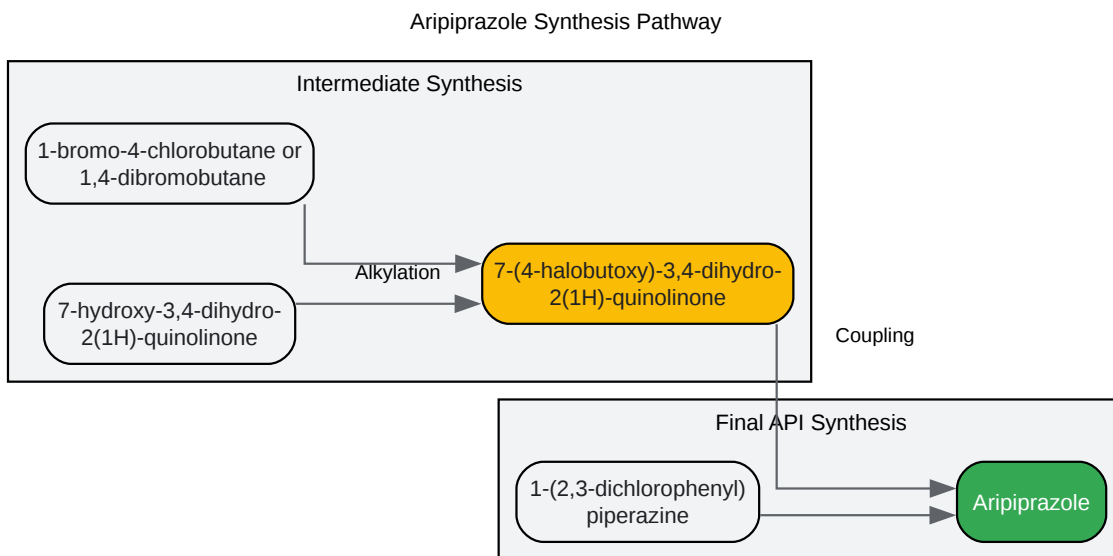 Aripiprazole Synthesis Pathway
Intermediate Synthesis
1-bromo-4-chlorobutane or
1,4-dibromobutane
Alkylation
7-(4-halobutoxy)-3,4-dihydro-
2(1H)-quinolinone
7-hydroxy-3,4-dihydro-
2(1H)-quinolinone
Coupling
Final API Synthesis
1-(2,3-dichlorophenyl)
piperazine
Aripiprazole